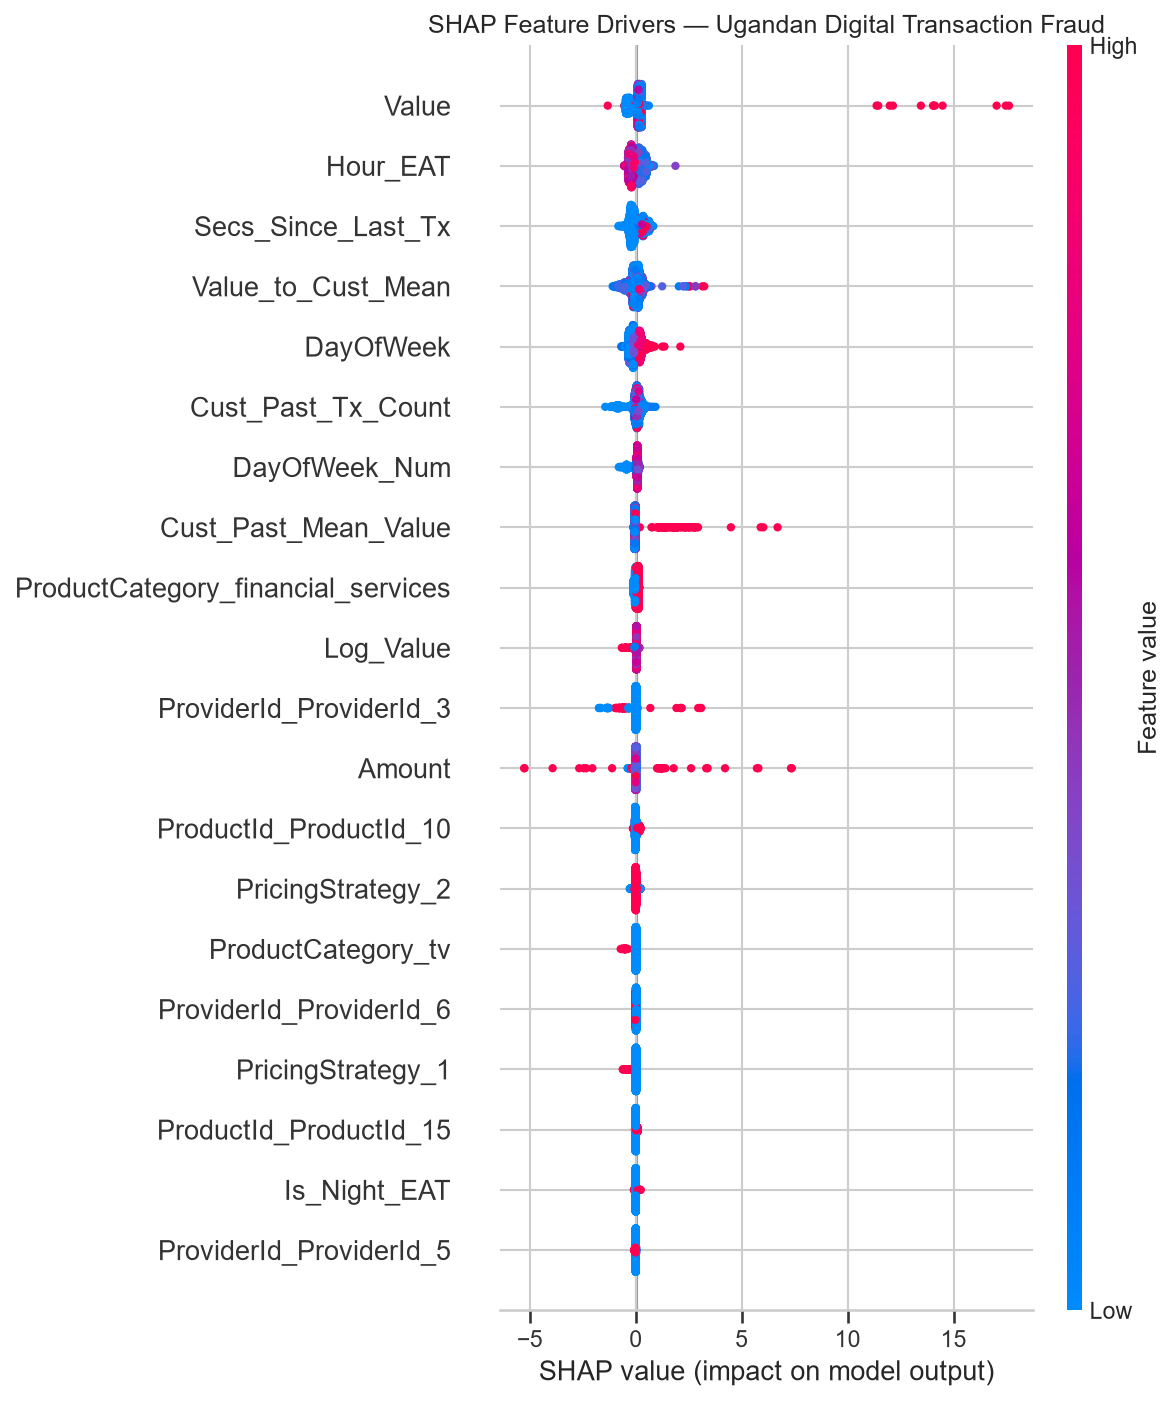 SHAP Feature Drivers — Ugandan Digital Transaction Fraud
High
Value
Hour_EAT
Secs_Since_Last_Tx
Value_to_Cust_Mean
DayOfWeek
Cust_Past_Tx_Count
DayOfWeek_Num
Cust_Past_Mean_Value
ProductCategory_financial_services
Log_Value
ProviderId_ProviderId_3
Amount
ProductId_ProductId_10
PricingStrategy_2
ProductCategory_tv
ProviderId_ProviderId_6
PricingStrategy_1
ProductId_ProductId_15
Is_Night_EAT
ProviderId_ProviderId_5
Feature value
Low
−5 0 5 10 15
SHAP value (impact on model output)